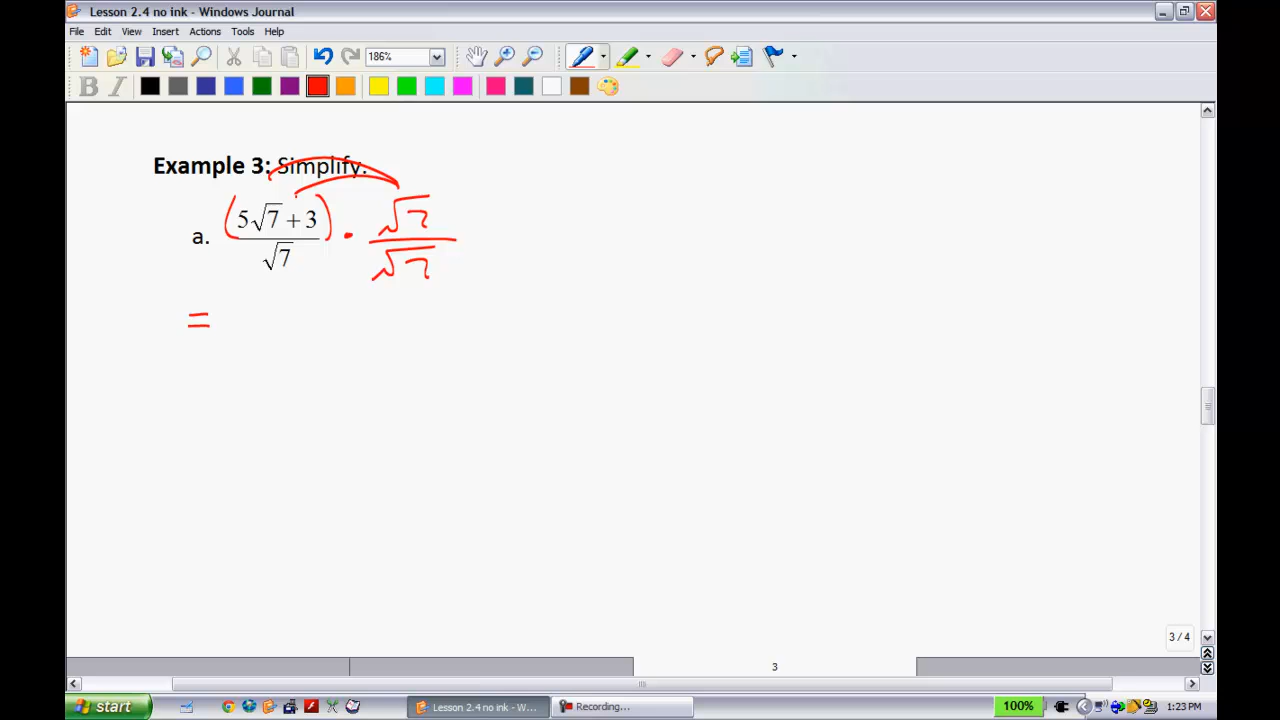 Lesson 2.4 no ink - Windows Journal
File Edit View Insert Actions Tools Help
186%
B I
Example 3: Simplify.
a. (5√7 + 3)/√7 · √7/√7
=
3 / 4
3
start Lesson 2.4 no ink - W... Recording... 100% 1:23 PM